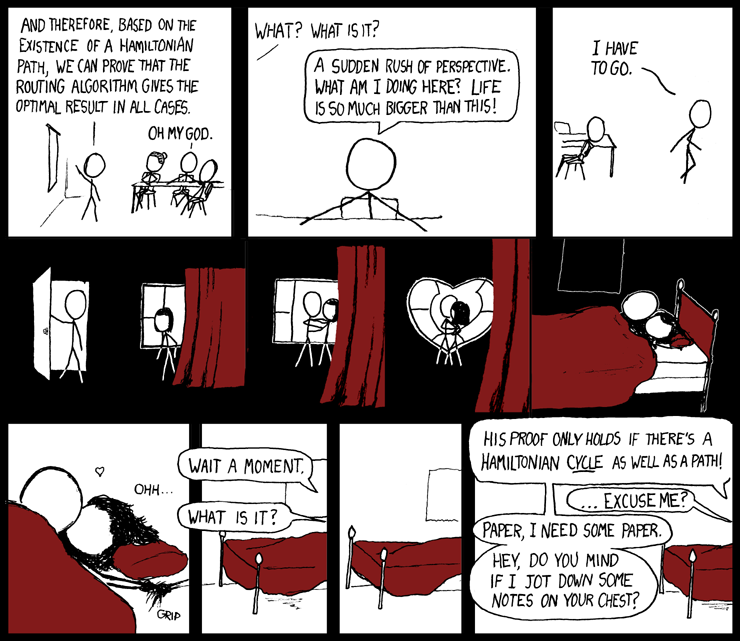 AND THEREFORE, BASED ON THE
EXISTENCE OF A HAMILTONIAN
PATH, WE CAN PROVE THAT THE
ROUTING ALGORITHM GIVES THE
OPTIMAL RESULT IN ALL CASES.
OH MY GOD.
WHAT? WHAT IS IT?
A SUDDEN RUSH OF PERSPECTIVE.
WHAT AM I DOING HERE? LIFE
IS SO MUCH BIGGER THAN THIS!
I HAVE
TO GO.
OHH...
GRIP
WAIT A MOMENT.
WHAT IS IT?
HIS PROOF ONLY HOLDS IF THERE'S A
HAMILTONIAN CYCLE AS WELL AS A PATH!
... EXCUSE ME?
PAPER, I NEED SOME PAPER.
HEY, DO YOU MIND
IF I JOT DOWN SOME
NOTES ON YOUR CHEST?